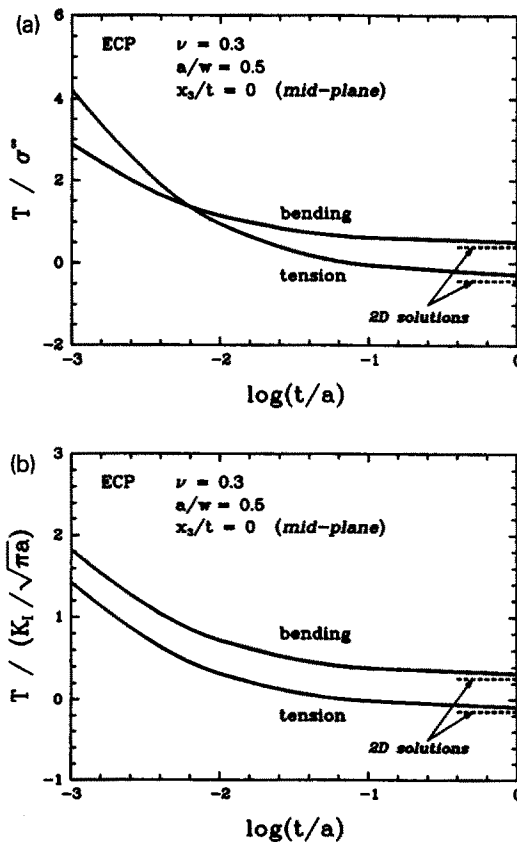 (a)
ECP ν = 0.3
a/w = 0.5
x₃/t = 0 (mid-plane)
6
4
2
0
-2
T / σ^∞
bending
tension
2D solutions
-3 -2 -1 0
log(t/a)
(b)
ECP ν = 0.3
a/w = 0.5
x₃/t = 0 (mid-plane)
3
2
1
0
-1
T / (K_I /√πa)
bending
tension
2D solutions
-3 -2 -1 0
log(t/a)